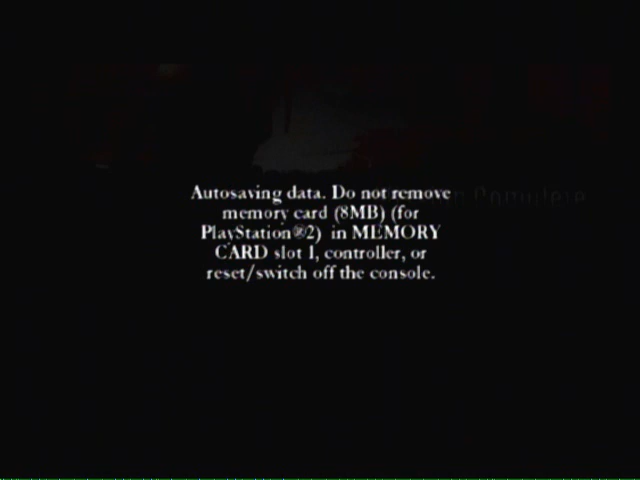 Autosaving data. Do not remove
memory card (8MB) (for
PlayStation®2) in MEMORY
CARD slot 1, controller, or
reset/switch off the console.